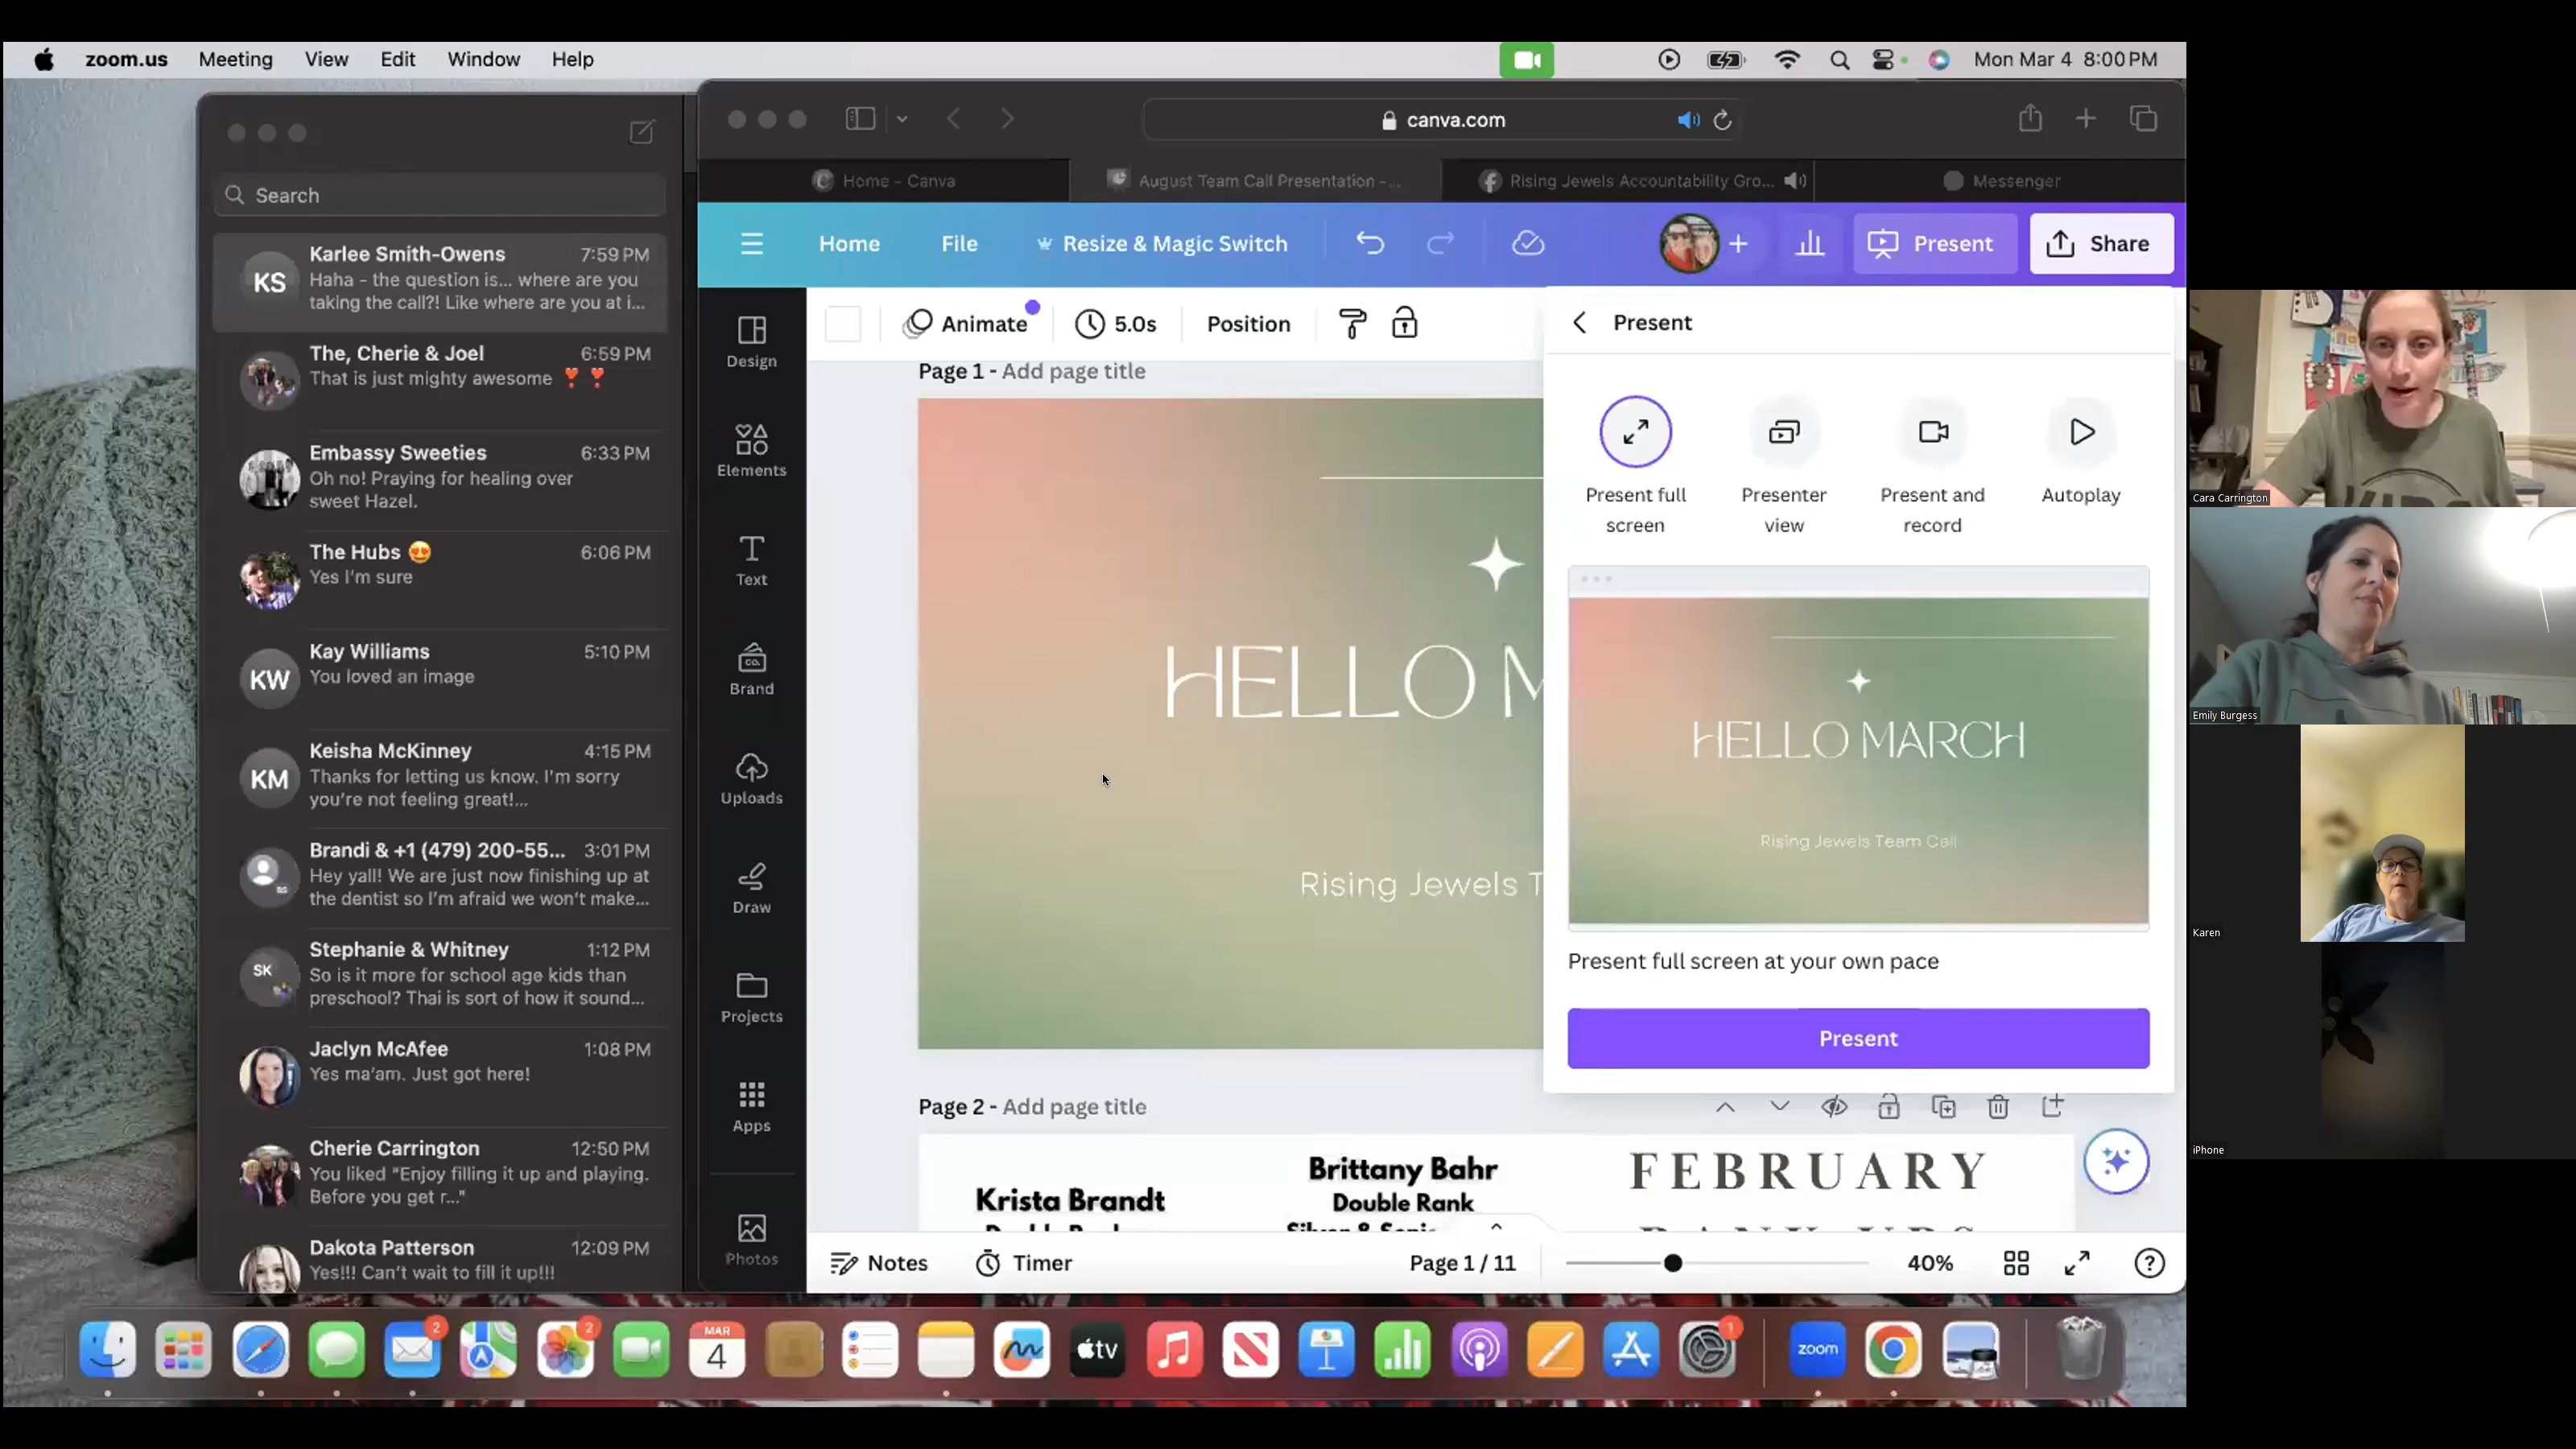 zoom.us Meeting View Edit Window Help Mon Mar 4 8:00 PM
Search
Karlee Smith-Owens 7:59 PM
Haha - the question is... where are you
taking the call?! Like where are you at i...
The, Cherie & Joel 6:59 PM
That is just mighty awesome ❣️ ❣️
Embassy Sweeties 6:33 PM
Oh no! Praying for healing over
sweet Hazel.
The Hubs 😍 6:06 PM
Yes I'm sure
KS
Kay Williams 5:10 PM
You loved an image
KW
Keisha McKinney 4:15 PM
Thanks for letting us know. I'm sorry
you're not feeling great!...
KM
Brandi & +1 (479) 200-55... 3:01 PM
Hey yall! We are just now finishing up at
the dentist so I'm afraid we won't make...
Stephanie & Whitney 1:12 PM
So is it more for school age kids than
preschool? Thai is sort of how it sound...
SK
Jaclyn McAfee 1:08 PM
Yes ma'am. Just got here!
Cherie Carrington 12:50 PM
You liked "Enjoy filling it up and playing.
Before you get r..."
Dakota Patterson 12:09 PM
Yes!!! Can't wait to fill it up!!!
canva.com
Home - Canva
August Team Call Presentation -...
Rising Jewels Accountability Gro...
Messenger
Home File Resize & Magic Switch Present Share
Design
Elements
Text
Brand
Uploads
Draw
Projects
Apps
Photos
Animate 5.0s Position
Page 1 - Add page title
HELLO M
Rising Jewels T
Present
Present full
screen
Presenter
view
Present and
record
Autoplay
HELLO MARCH
Rising Jewels Team Call
Present full screen at your own pace
Present
Page 2 - Add page title
Krista Brandt
Brittany Bahr
Double Rank
FEBRUARY
Notes Timer Page 1 / 11 40%
Cara Carrington
Emily Burgess
Karen
iPhone
2
2
MAR
4
tv
1
zoom